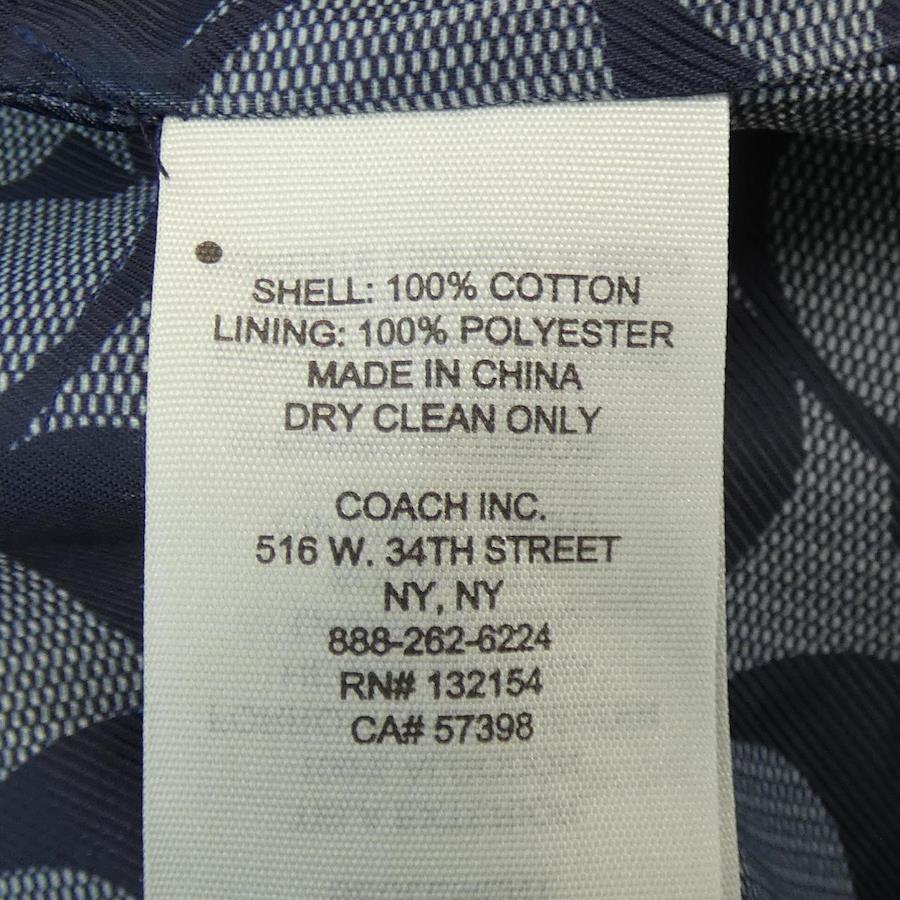 SHELL: 100% COTTON
LINING: 100% POLYESTER
MADE IN CHINA
DRY CLEAN ONLY
COACH INC.
516 W. 34TH STREET
NY, NY
888-262-6224
RN# 132154
CA# 57398